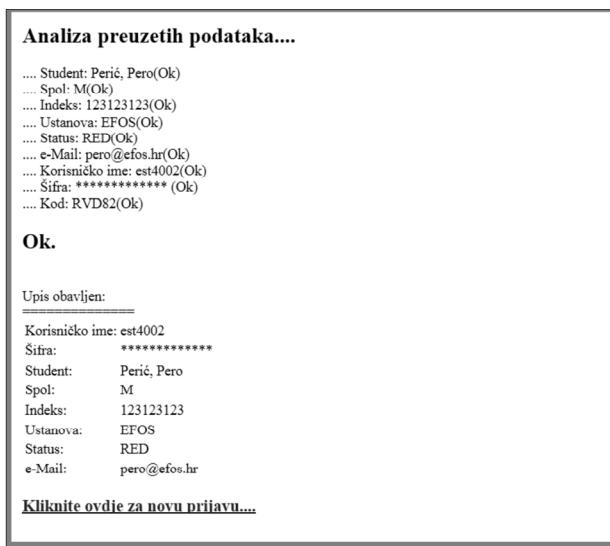 Analiza preuzetih podataka....
.... Student: Perić, Pero(Ok)
.... Spol: M(Ok)
.... Indeks: 123123123(Ok)
.... Ustanova: EFOS(Ok)
.... Status: RED(Ok)
.... e-Mail: pero@efos.hr(Ok)
.... Korisničko ime: est4002(Ok)
.... Šifra: ************* (Ok)
.... Kod: RVD82(Ok)
Ok.
Upis obavljen:
==============
Korisničko ime: est4002
Šifra: *************
Student: Perić, Pero
Spol: M
Indeks: 123123123
Ustanova: EFOS
Status: RED
e-Mail: pero@efos.hr
Kliknite ovdje za novu prijavu....